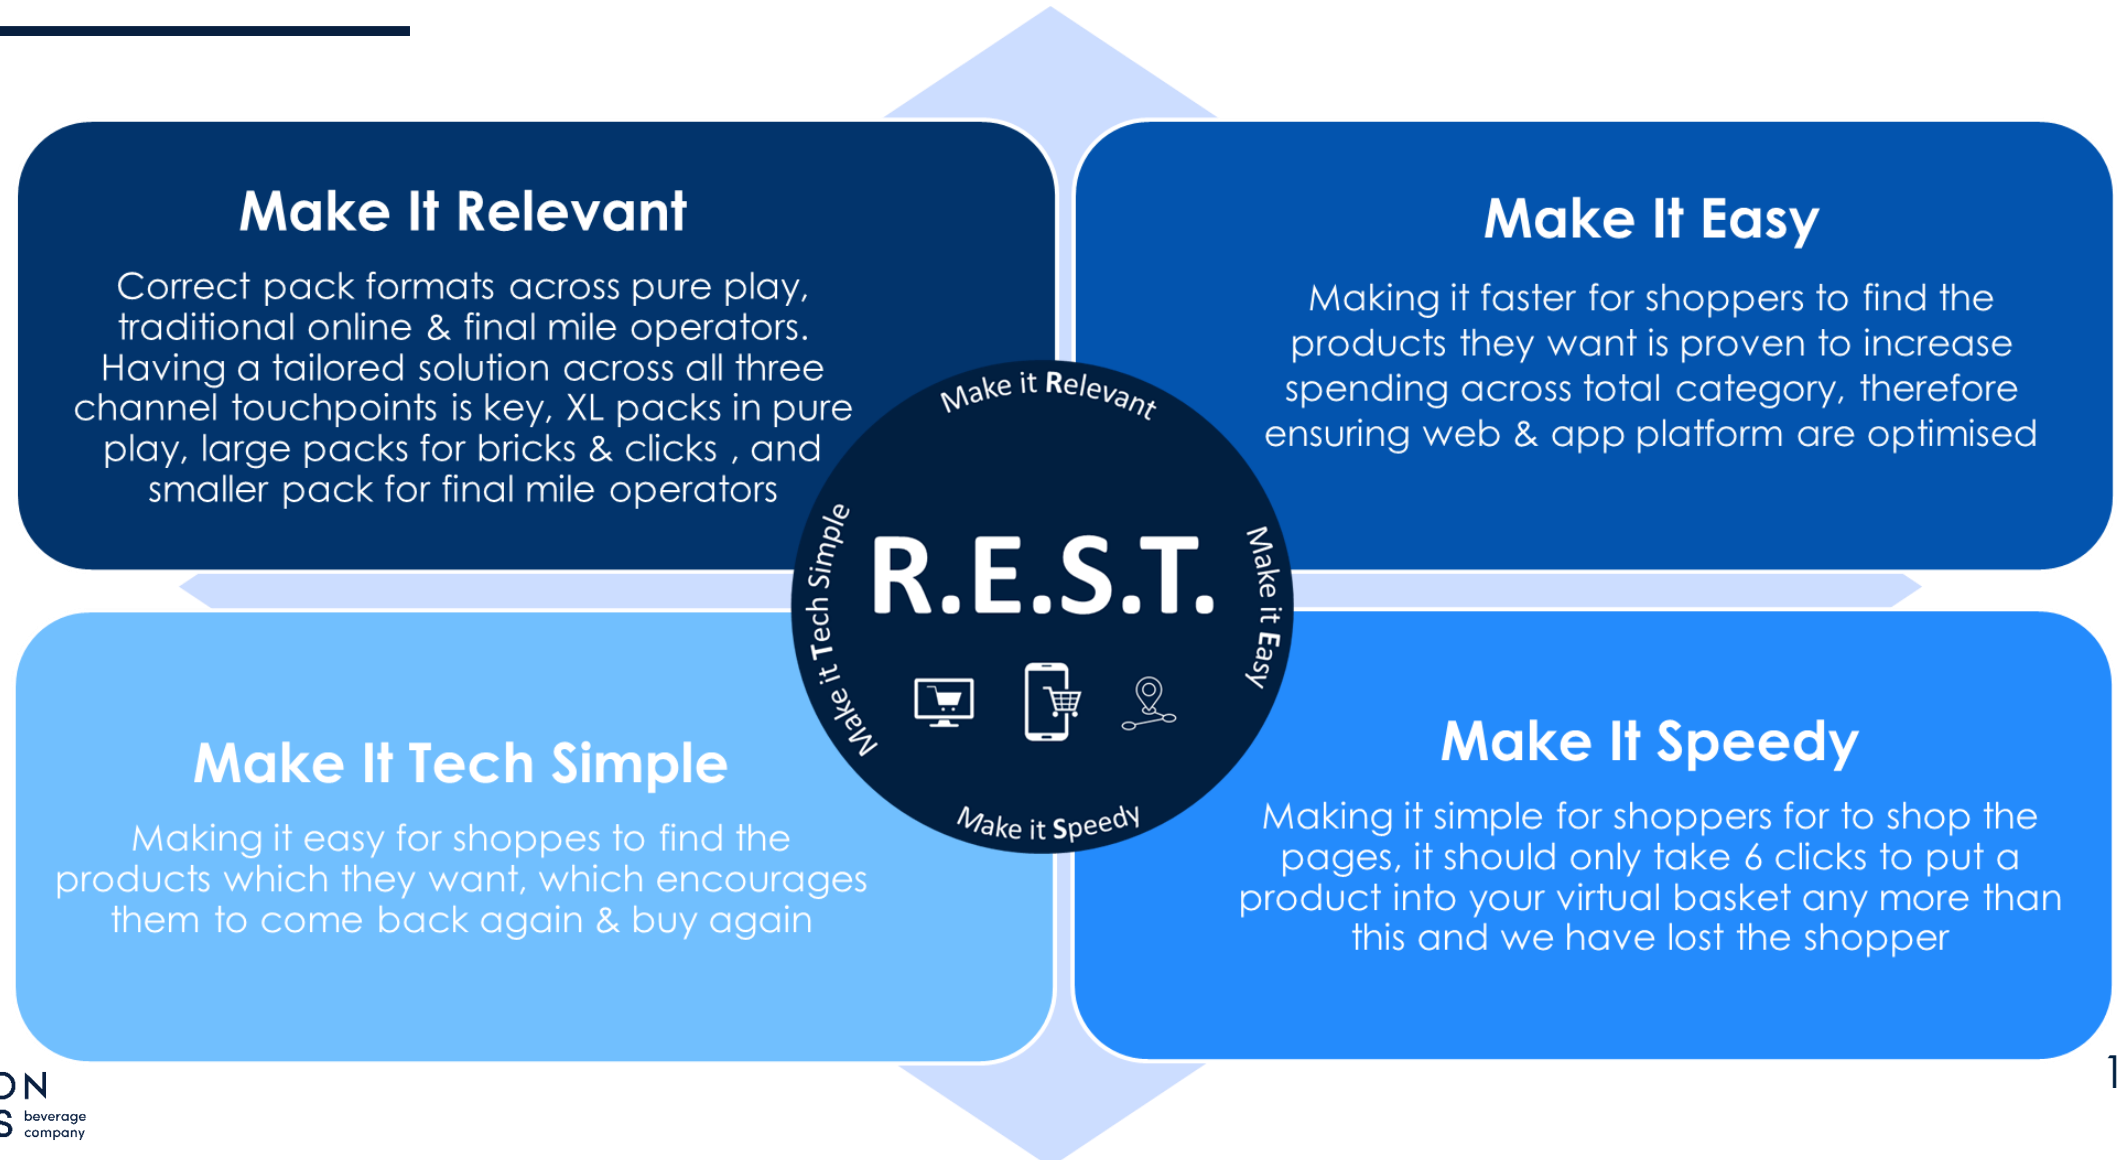 Make It Relevant
Correct pack formats across pure play,
traditional online & final mile operators.
Having a tailored solution across all three
channel touchpoints is key, XL packs in pure
play, large packs for bricks & clicks , and
smaller pack for final mile operators
Make It Easy
Making it faster for shoppers to find the
products they want is proven to increase
spending across total category, therefore
ensuring web & app platform are optimised
Make it Relevant
Make it Easy
Make it Speedy
Make it Tech Simple
R.E.S.T.
Make It Tech Simple
Making it easy for shoppes to find the
products which they want, which encourages
them to come back again & buy again
Make It Speedy
Making it simple for shoppers for to shop the
pages, it should only take 6 clicks to put a
product into your virtual basket any more than
this and we have lost the shopper
ON
S beverage
company
1